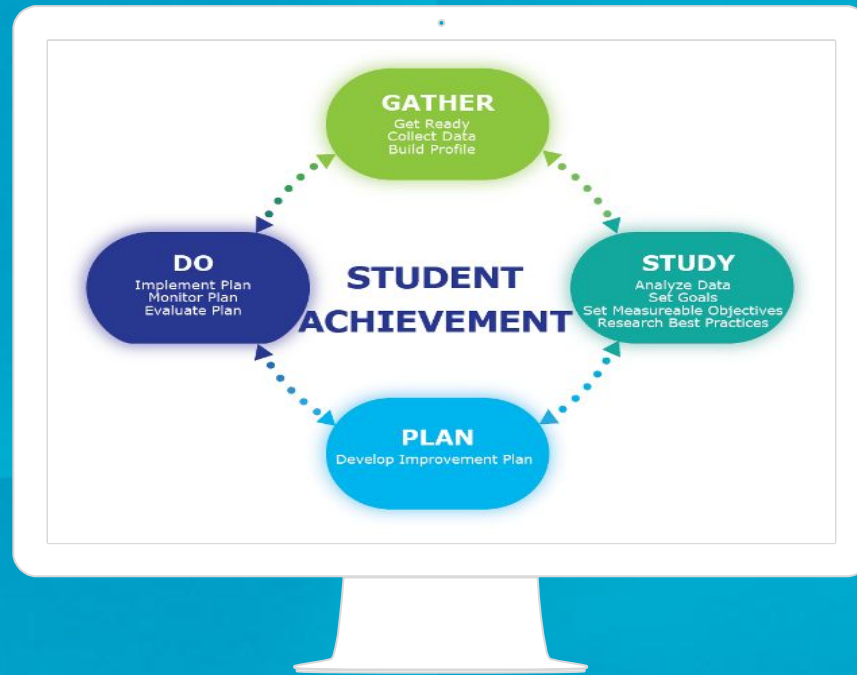 GATHER
Get Ready
Collect Data
Build Profile
DO
Implement Plan
Monitor Plan
Evaluate Plan
STUDENT
ACHIEVEMENT
STUDY
Analyze Data
Set Goals
Set Measureable Objectives
Research Best Practices
PLAN
Develop Improvement Plan